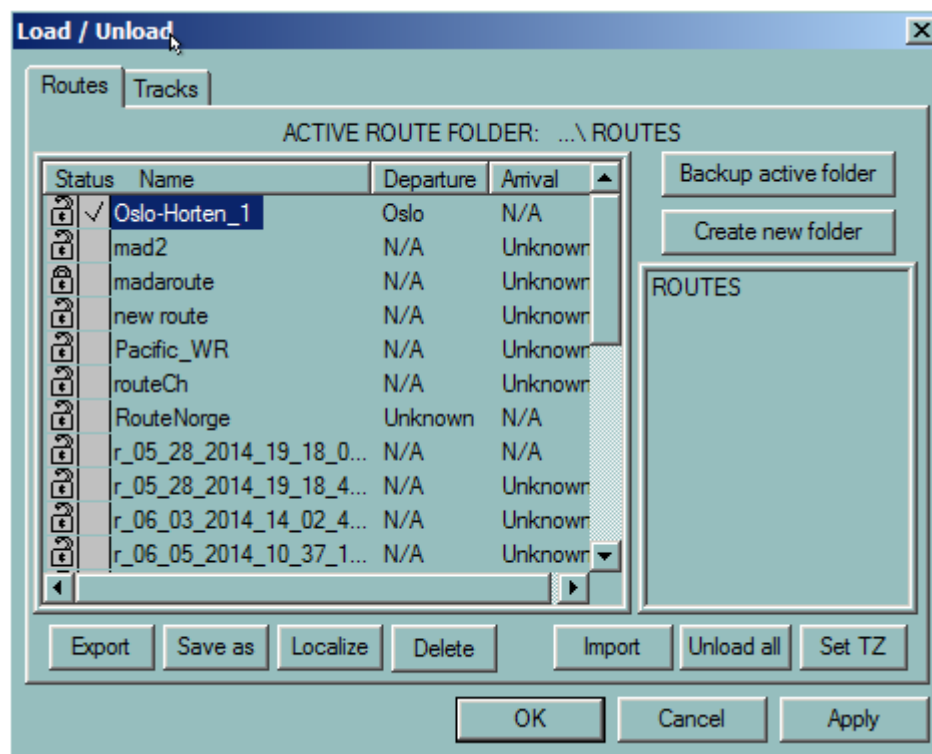 Load / Unload
Routes Tracks
ACTIVE ROUTE FOLDER: ...\ ROUTES
Status Name Departure Arrival
Oslo-Horten_1 Oslo N/A
mad2 N/A Unknown
madaroute N/A Unknown
new route N/A Unknown
Pacific_WR N/A Unknown
routeCh N/A Unknown
RouteNorge Unknown N/A
r_05_28_2014_19_18_0... N/A N/A
r_05_28_2014_19_18_4... N/A Unknown
r_06_03_2014_14_02_4... N/A Unknown
r_06_05_2014_10_37_1... N/A Unknown
Backup active folder
Create new folder
ROUTES
Export Save as Localize Delete Import Unload all Set TZ
OK Cancel Apply